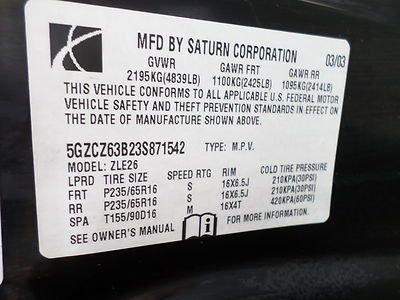 MFD BY SATURN CORPORATION 03/03
GVWR GAWR FRT GAWR RR
2195KG(4839LB) 1100KG(2425LB) 1095KG(2414LB)
THIS VEHICLE CONFORMS TO ALL APPLICABLE U.S. FEDERAL MOTOR
VEHICLE SAFETY AND THEFT PREVENTION STANDARDS IN EFFECT ON
THE DATE OF MANUFACTURE SHOWN ABOVE.
5GZCZ63B23S871542 TYPE: M.P.V.
MODEL: ZLE26
LPRD TIRE SIZE SPEED RTG RIM COLD TIRE PRESSURE
FRT P235/65R16 S 16X6.5J 210KPA(30PSI)
RR P235/65R16 S 16X6.5J 210KPA(30PSI)
SPA T155/90D16 M 16X4T 420KPA(60PSI)
SEE OWNER'S MANUAL i FOR MORE INFORMATION.